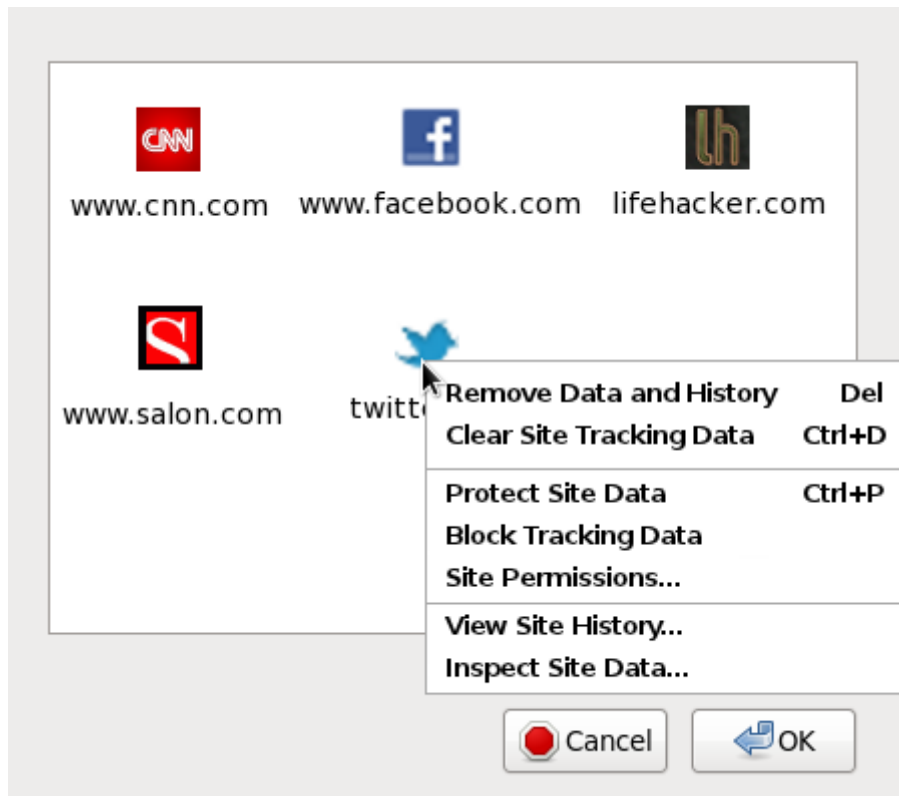 CNN
f
lh
www.cnn.com www.facebook.com lifehacker.com
S
www.salon.com
Remove Data and History Del
Clear Site Tracking Data Ctrl+D
Protect Site Data Ctrl+P
Block Tracking Data
Site Permissions...
View Site History...
Inspect Site Data...
Cancel
OK